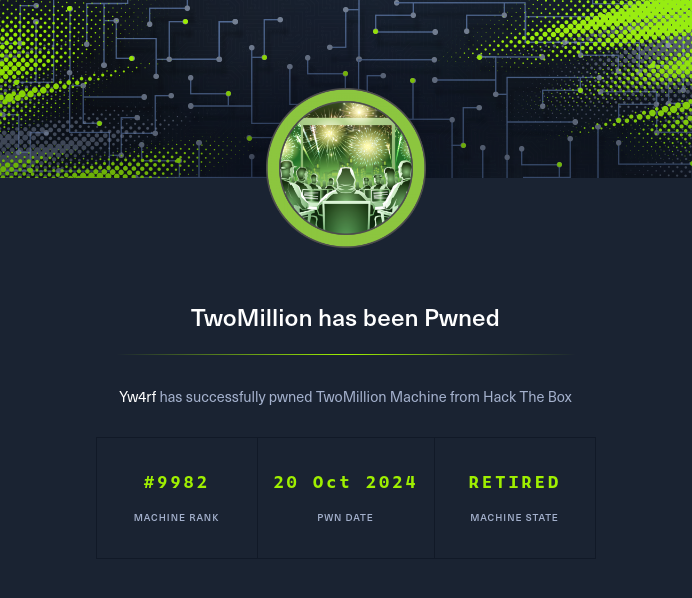 TwoMillion has been Pwned
Yw4rf has successfully pwned TwoMillion Machine from Hack The Box
#9982 20 Oct 2024 RETIRED
MACHINE RANK PWN DATE MACHINE STATE